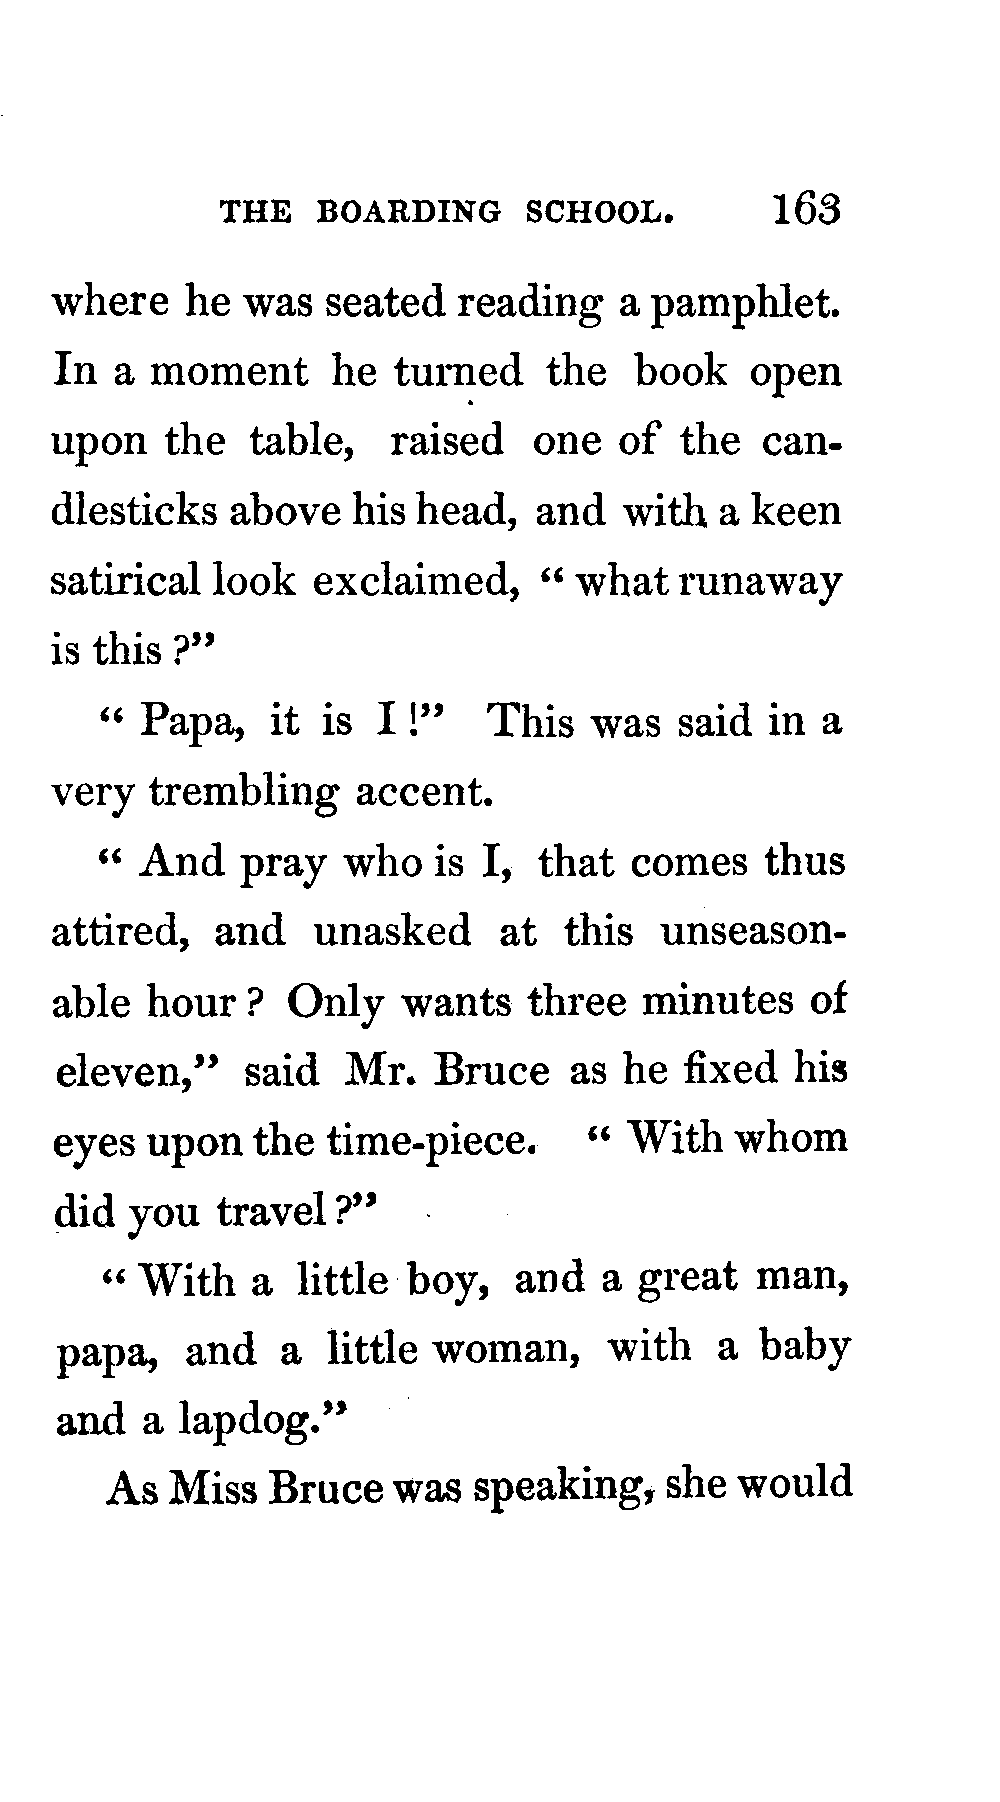 THE BOARDING SCHOOL. 163
where he was seated reading a pamphlet.
In a moment he turned the book open
upon the table, raised one of the can-
dlesticks above his head, and with a keen
satirical look exclaimed, “ what runaway
is this ?”
“ Papa, it is I !” This was said in a
very trembling accent.
“ And pray who is I, that comes thus
attired, and unasked at this unseason-
able hour ? Only wants three minutes of
eleven,” said Mr. Bruce as he fixed his
eyes upon the time-piece. “ With whom
did you travel ?”
“ With a little boy, and a great man,
papa, and a little woman, with a baby
and a lapdog.”
As Miss Bruce was speaking, she would